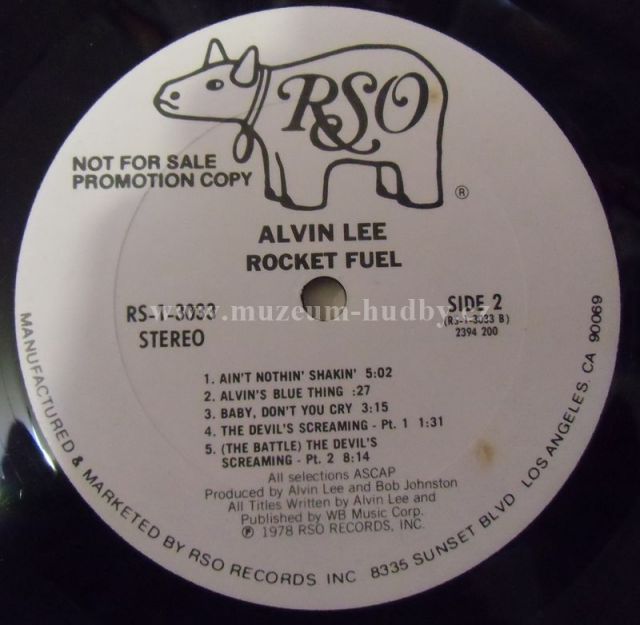 RSO
®
NOT FOR SALE
PROMOTION COPY
ALVIN LEE
ROCKET FUEL
RS-1-3033
STEREO
SIDE 2
(RS-1-3033 B)
2394 200
www.muzeum-hudby.cz
1. AIN'T NOTHIN' SHAKIN' 5:02
2. ALVIN'S BLUE THING :27
3. BABY, DON'T YOU CRY 3:15
4. THE DEVIL'S SCREAMING - Pt. 1 1:31
5. (THE BATTLE) THE DEVIL'S
SCREAMING - Pt. 2 8:14
All selections ASCAP
Produced by Alvin Lee and Bob Johnston
All Titles Written by Alvin Lee and
Published by WB Music Corp.
℗ 1978 RSO RECORDS, INC.
MANUFACTURED & MARKETED BY RSO RECORDS INC 8335 SUNSET BLVD LOS ANGELES. CA 90069